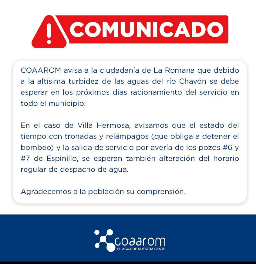 COMUNICADO
COAAROM avisa a la ciudadanía de La Romana que debido
a la altísima turbidez de las aguas del río Chavón se debe
esperar en los próximos días racionamiento del servicio en
todo el municipio.
En el caso de Villa Hermosa, avisamos que el estado del
tiempo con tronadas y relámpagos (que obliga a detener el
bombeo) y la salida de servicio por avería de los pozos #6 y
#7 de Espinillo, se esperan también alteración del horario
regular de despacho de agua.
Agradecemos a la población su comprensión.
coaarom